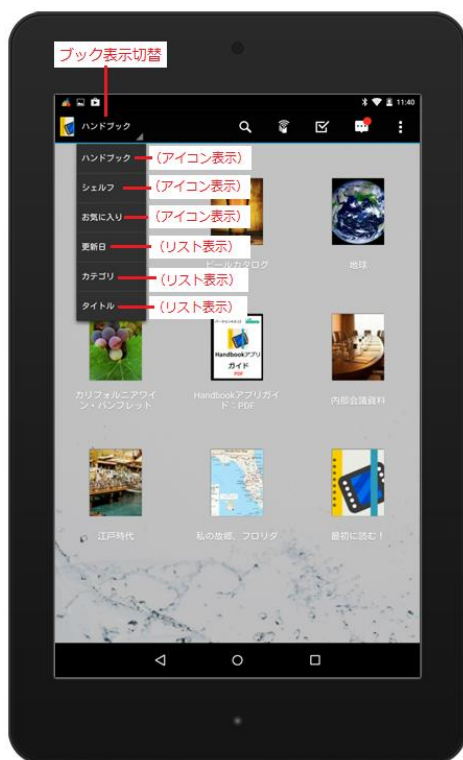 ブック表示切替
11:40
ハンドブック
ハンドブック
(アイコン表示)
シェルフ
(アイコン表示)
お気に入り
(アイコン表示)
更新日
(リスト表示)
カテゴリ
(リスト表示)
タイトル
(リスト表示)
ビールカタログ
地球
Handbookアプリ
ガイド
PDF
カリフォルニアワイ
ン・パンフレット
Handbookアプリガイ
ド：PDF
内部会議資料
江戸時代
私の故郷、フロリダ
最初に読む！